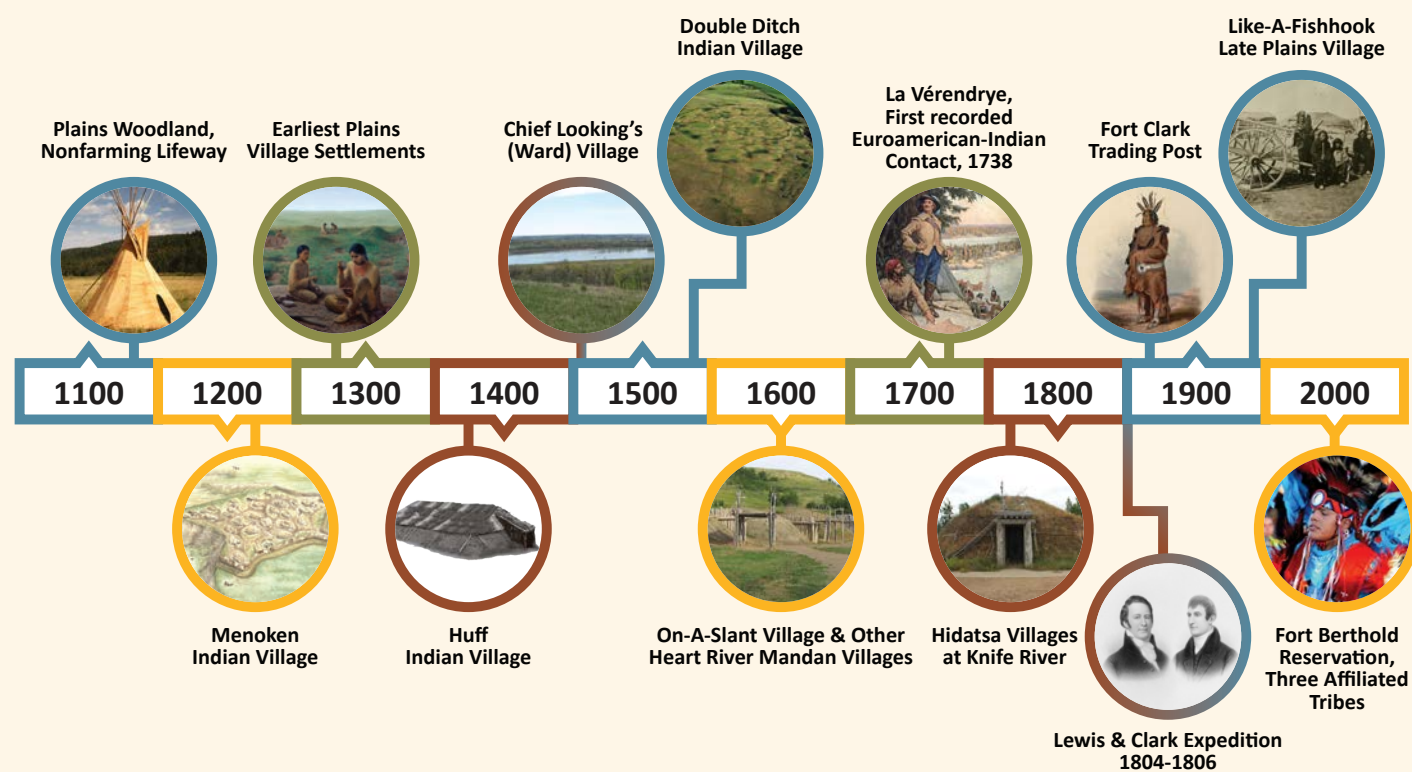 Double Ditch
Indian Village
Like-A-Fishhook
Late Plains Village
Plains Woodland,
Nonfarming Lifeway
Earliest Plains
Village Settlements
Chief Looking's
(Ward) Village
La Vérendrye,
First recorded
Euroamerican-Indian
Contact, 1738
Fort Clark
Trading Post
1100
1200
1300
1400
1500
1600
1700
1800
1900
2000
Menoken
Indian Village
Huff
Indian Village
On-A-Slant Village & Other
Heart River Mandan Villages
Hidatsa Villages
at Knife River
Lewis & Clark Expedition
1804-1806
Fort Berthold
Reservation,
Three Affiliated
Tribes